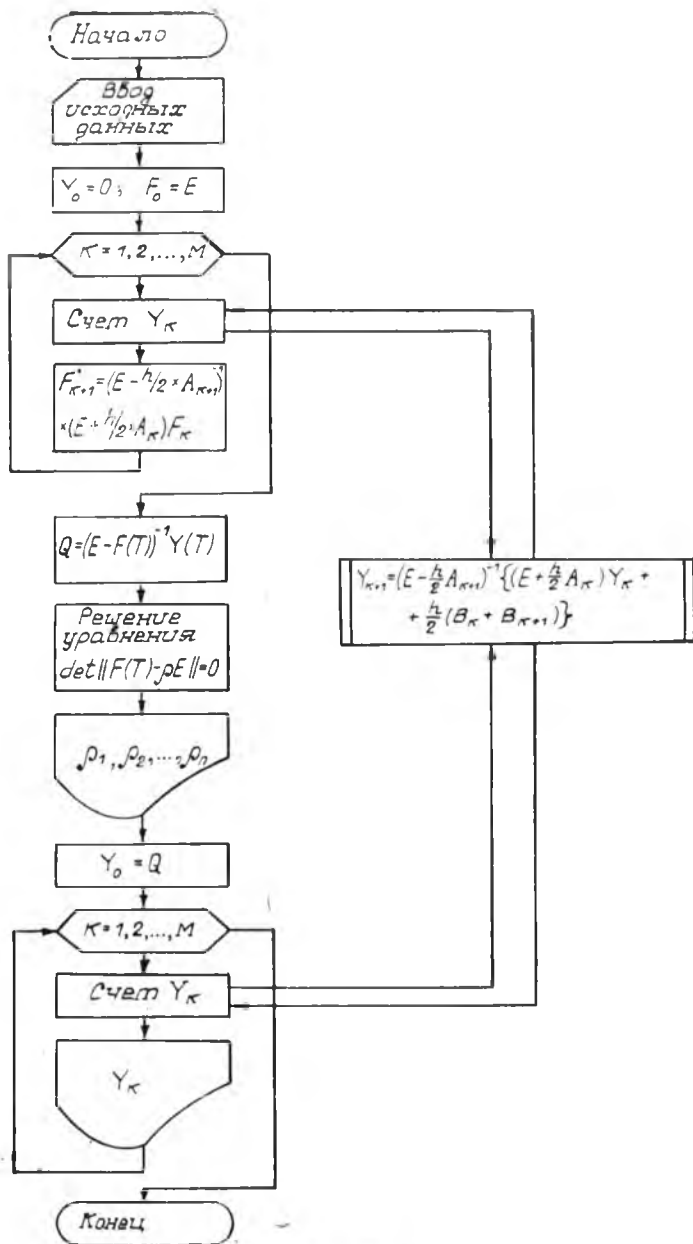 Начало
Ввод
исходных
данных
Y₀ = 0; F₀ = E
K = 1, 2, ..., M
Счет Yₖ
Fₖ₊₁ = (E - h/2 × Aₖ₊₁)⁻¹
×(E + h/2 × Aₖ)Fₖ
Q = (E - F(T))⁻¹ Y(T)
Решение
уравнения
det‖F(T) - ρE‖ = 0
ρ₁, ρ₂, ..., ρₙ
Y₀ = Q
K = 1, 2, ..., M
Счет Yₖ
Yₖ
Конец
Yₖ₊₁ = (E - h/2 Aₖ₊₁)⁻¹ {(E + h/2 Aₖ) Yₖ +
+ h/2 (Bₖ + Bₖ₊₁)}